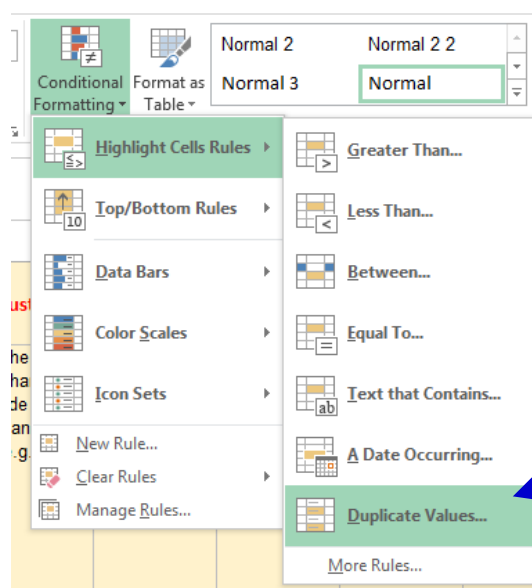 Normal 2 Normal 2 2
Conditional Formatting Format as Table Normal 3 Normal
Highlight Cells Rules
≠
≤>
Top/Bottom Rules
10
Data Bars
Color Scales
Icon Sets
New Rule...
Clear Rules
Manage Rules...
Greater Than...
>
Less Than...
<
Between...
Equal To...
=
Text that Contains...
ab
A Date Occurring...
Duplicate Values...
More Rules...